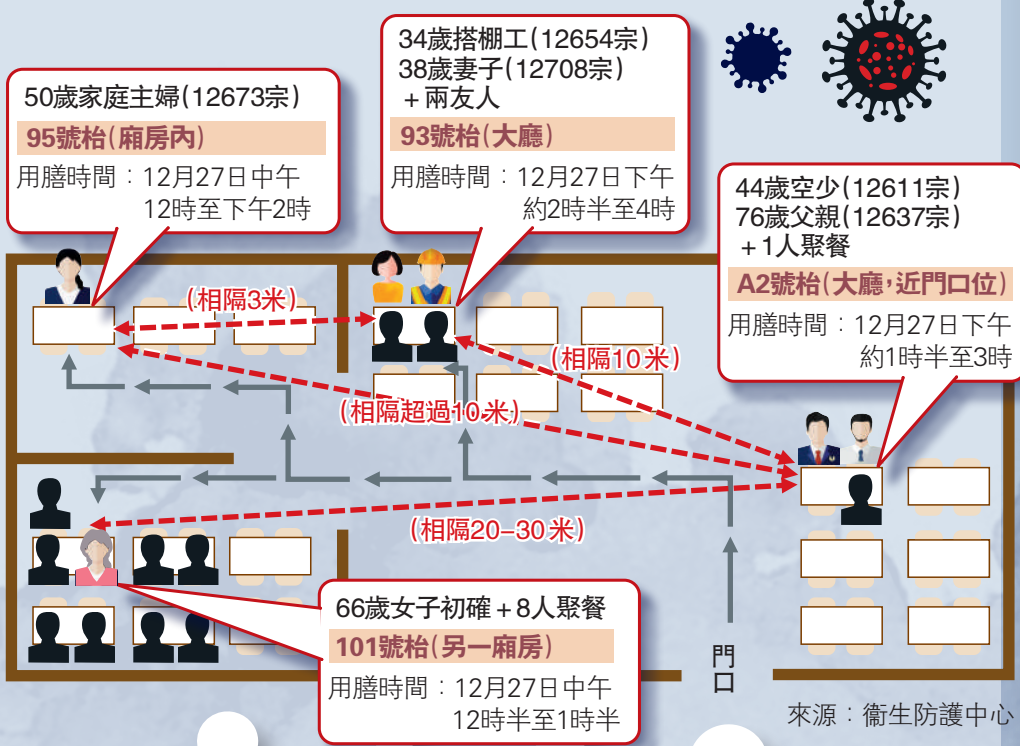 50歲家庭主婦(12673宗)
95號枱(廂房內)
用膳時間：12月27日中午
12時至下午2時
34歲搭棚工(12654宗)
38歲妻子(12708宗)
+兩友人
93號枱(大廳)
用膳時間：12月27日下午
約2時半至4時
44歲空少(12611宗)
76歲父親(12637宗)
+1人聚餐
A2號枱(大廳，近門口位)
用膳時間：12月27日下午
約1時半至3時
(相隔3米)
(相隔10米)
(相隔超過10米)
(相隔20-30米)
66歲女子初確+8人聚餐
101號枱(另一廂房)
用膳時間：12月27日中午
12時半至1時半
門口
來源：衞生防護中心